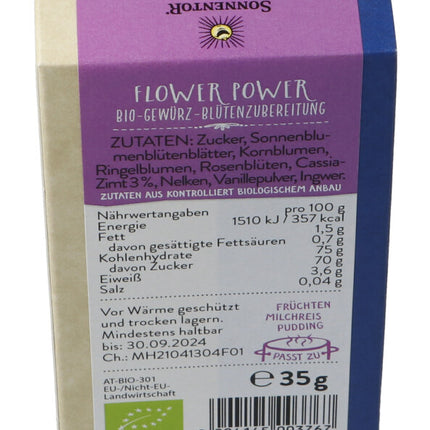 SONNENTOR
FLOWER POWER
BIO-GEWÜRZ-BLÜTENZUBEREITUNG
ZUTATEN: Zucker, Sonnenblu-
menblütenblätter, Kornblumen,
Ringelblumen, Rosenblüten, Cassia-
Zimt 3%, Nelken, Vanillepulver, Ingwer.
ZUTATEN AUS KONTROLLIERT BIOLOGISCHEM ANBAU
Nährwertangaben pro 100 g
Energie 1510 kJ / 357 kcal
Fett 1,5 g
davon gesättigte Fettsäuren 0,7 g
Kohlenhydrate 75 g
davon Zucker 70 g
Eiweiß 3,6 g
Salz 0,04 g
Vor Wärme geschützt
und trocken lagern.
Mindestens haltbar
bis: 30.09.2024
Ch.: MH21041304F01
FRÜCHTEN
MILCHREIS
PUDDING
PASST ZU
AT-BIO-301
EU-/Nicht-EU-
Landwirtschaft
e 35g